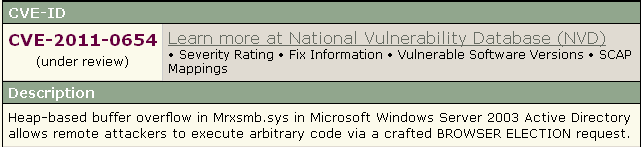 CVE-ID
CVE-2011-0654
(under review)
Learn more at National Vulnerability Database (NVD)
• Severity Rating • Fix Information • Vulnerable Software Versions • SCAP
Mappings
Description
Heap-based buffer overflow in Mrxsmb.sys in Microsoft Windows Server 2003 Active Directory
allows remote attackers to execute arbitrary code via a crafted BROWSER ELECTION request.